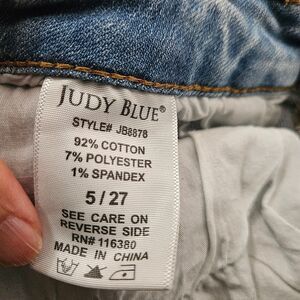 JUDY BLUE®
STYLE# JB8878
92% COTTON
7% POLYESTER
1% SPANDEX
5 / 27
SEE CARE ON
REVERSE SIDE
RN# 116380
MADE IN CHINA